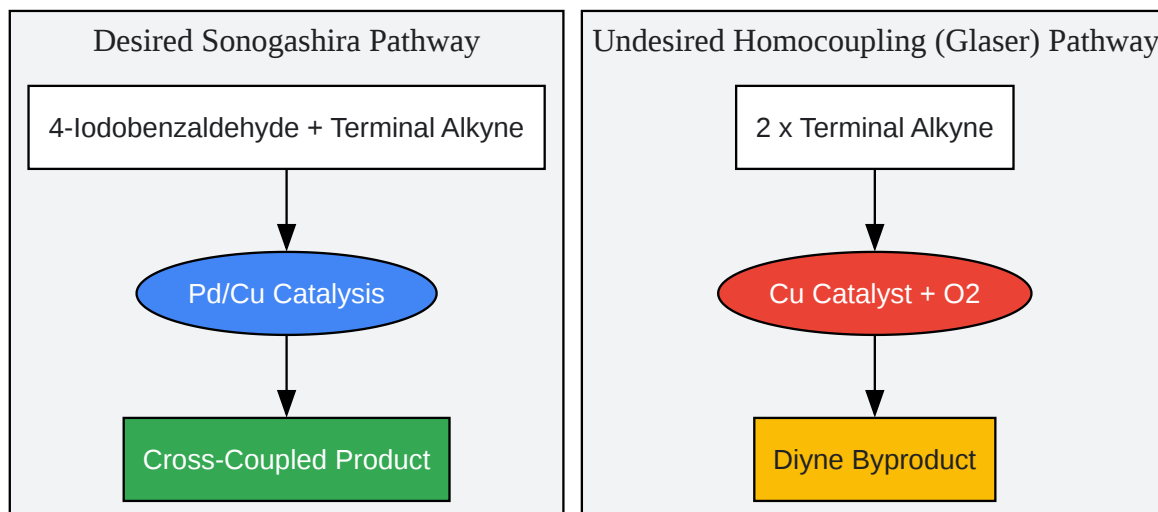 Desired Sonogashira Pathway
4-Iodobenzaldehyde + Terminal Alkyne
Pd/Cu Catalysis
Cross-Coupled Product
Undesired Homocoupling (Glaser) Pathway
2 x Terminal Alkyne
Cu Catalyst + O2
Diyne Byproduct